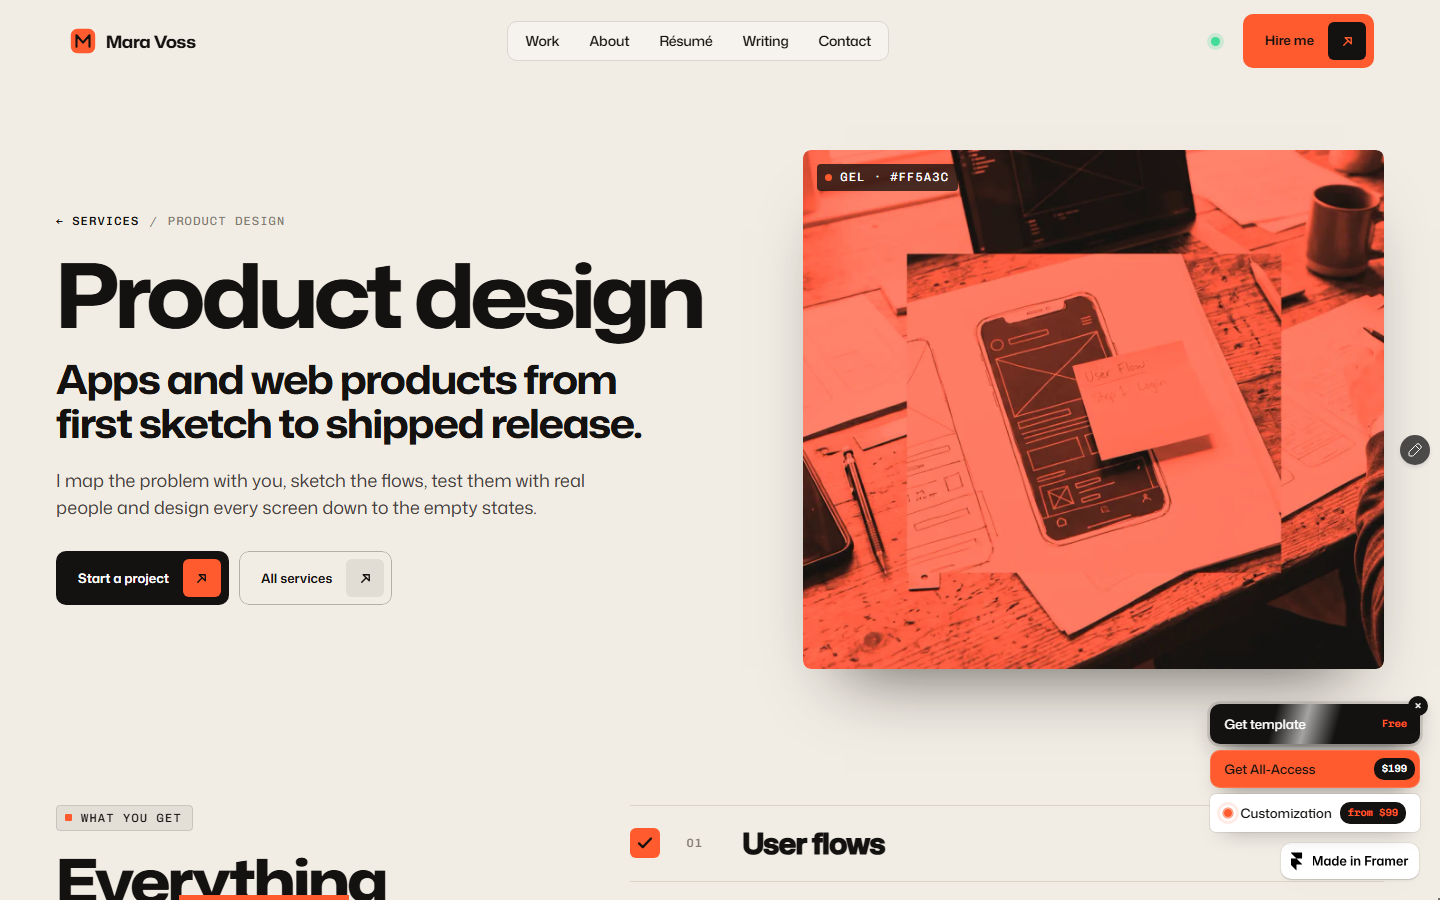 Mara Voss
Work
About
Résumé
Writing
Contact
Hire me
← SERVICES / PRODUCT DESIGN
Product design
Apps and web products from
first sketch to shipped release.
I map the problem with you, sketch the flows, test them with real
people and design every screen down to the empty states.
Start a project
All services
GEL · #FF5A3C
User Flow
Step 1 Login
Get template Free
Get All-Access $199
Customization from $99
Made in Framer
WHAT YOU GET
Everything
01 User flows